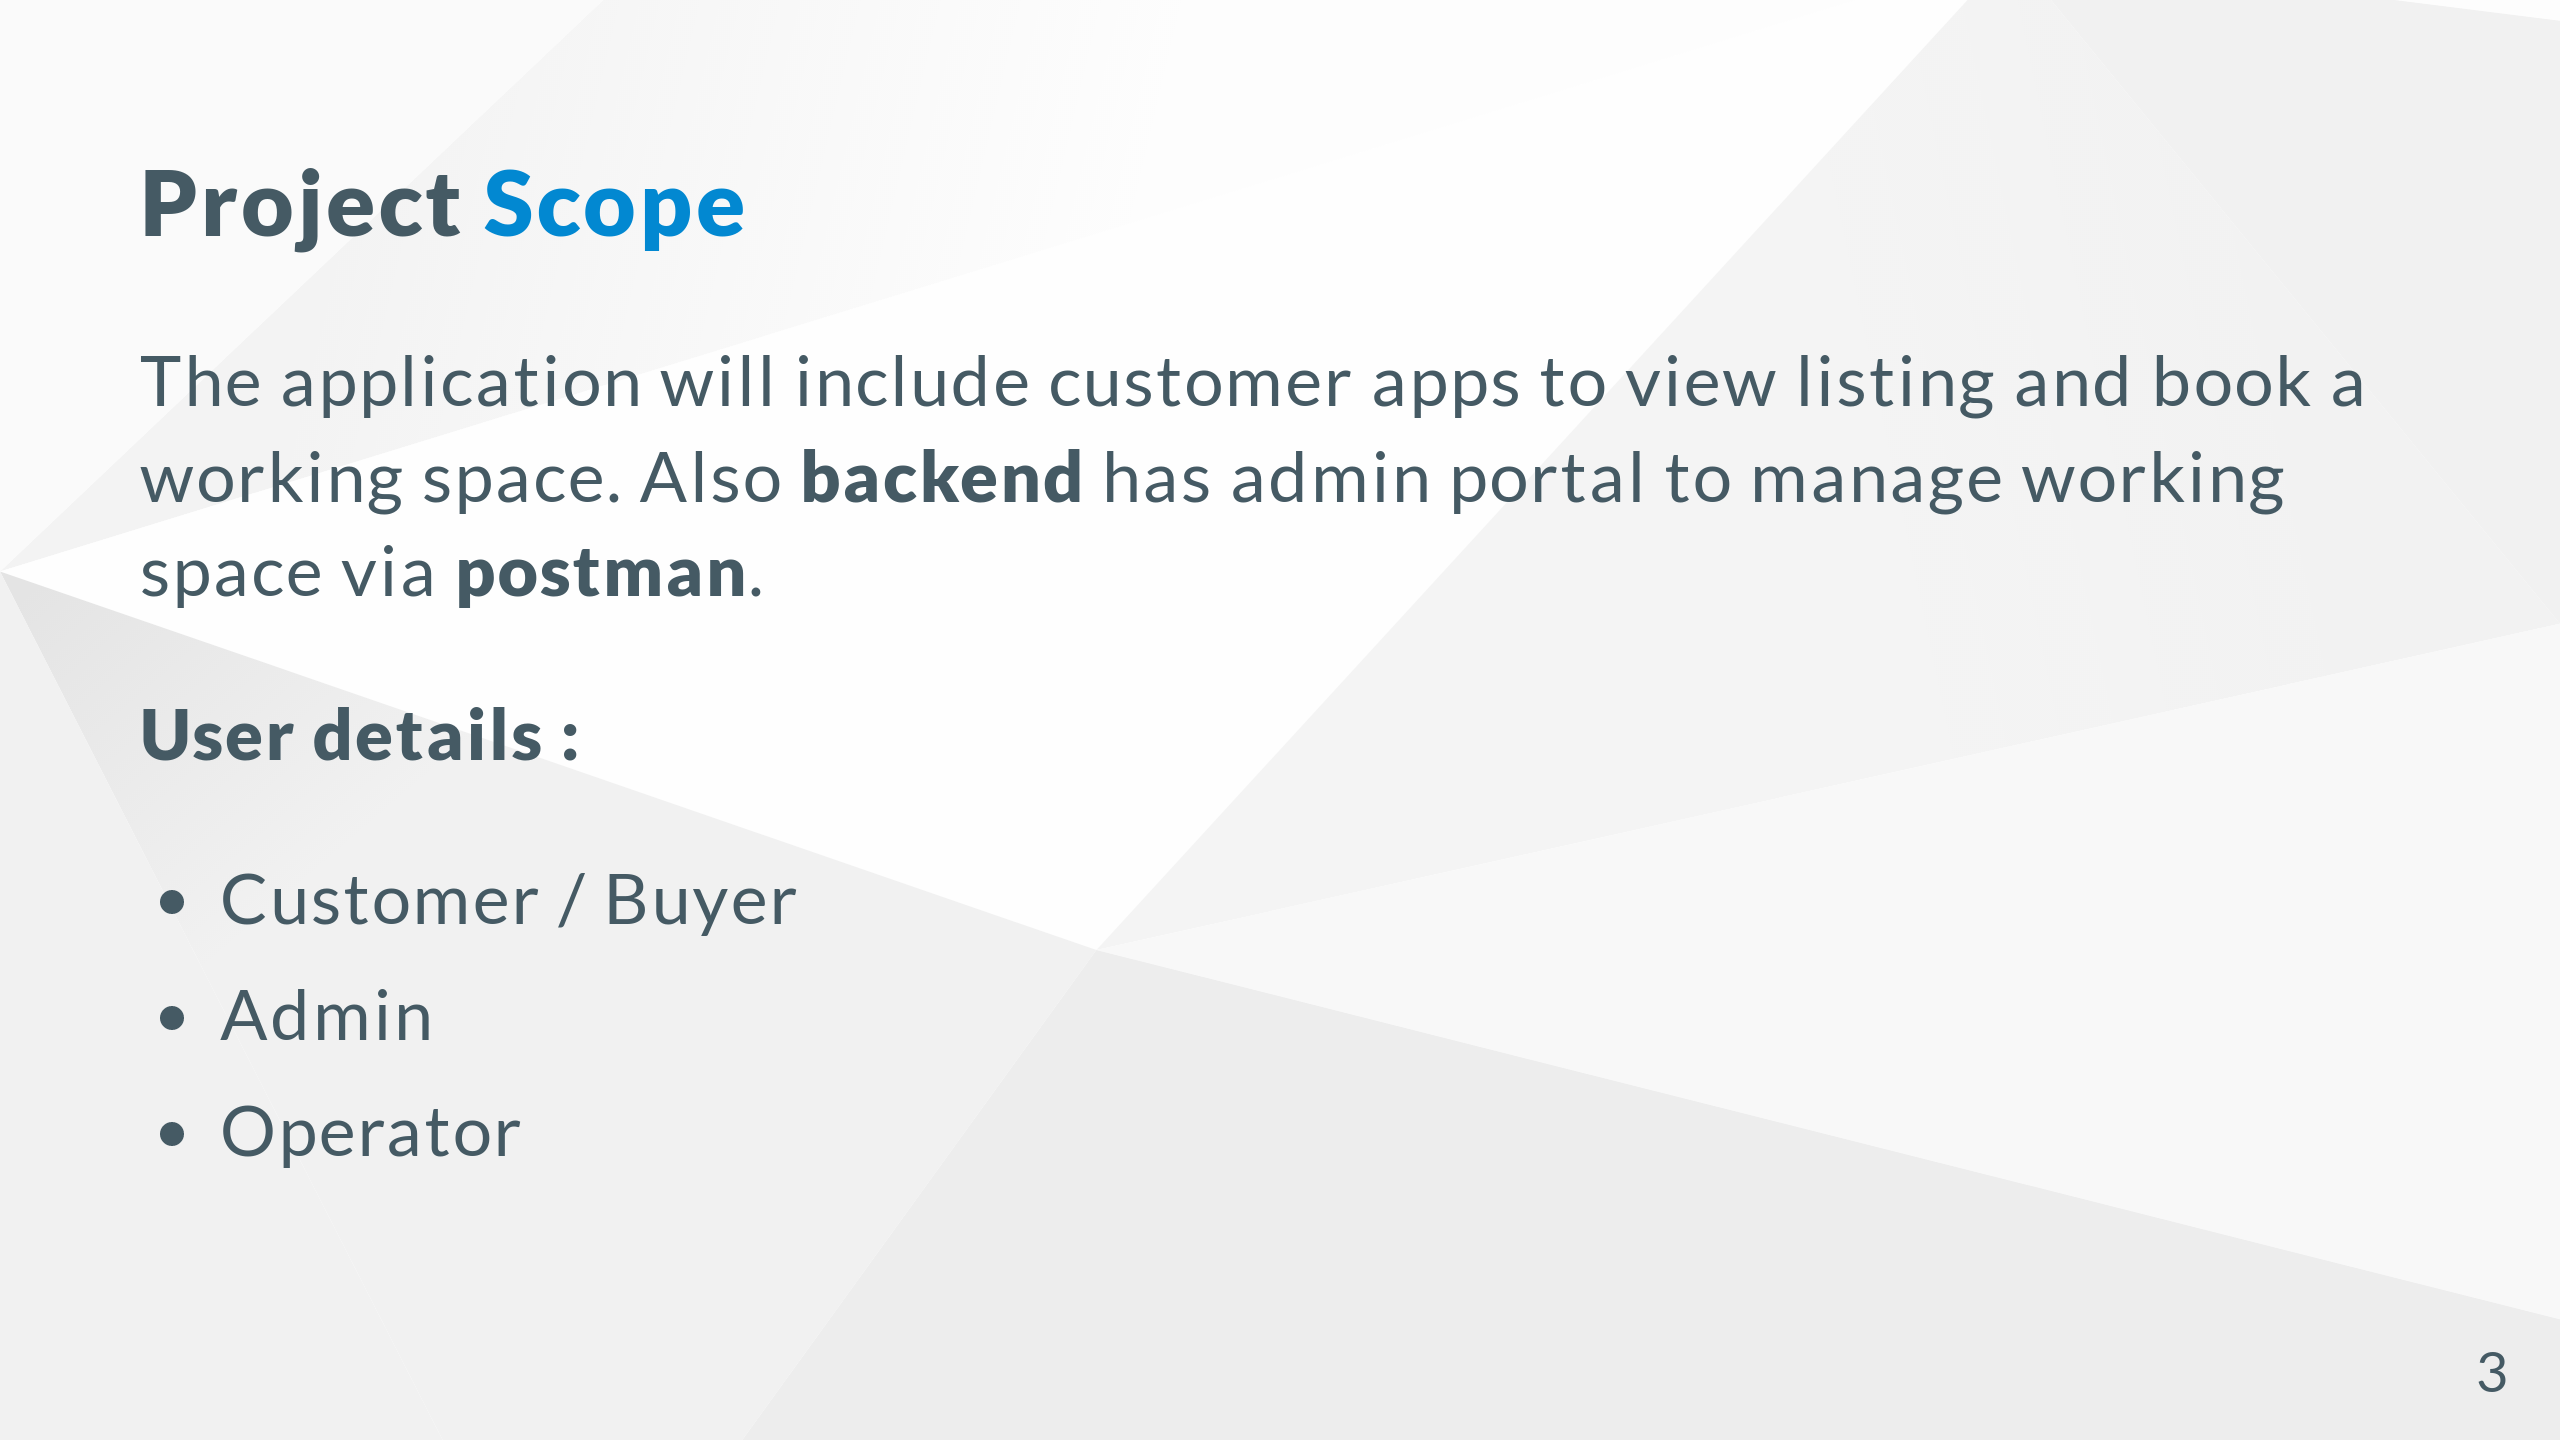 Project Scope
The application will include customer apps to view listing and book a
working space. Also backend has admin portal to manage working
space via postman.
User details :
• Customer / Buyer
• Admin
• Operator
3